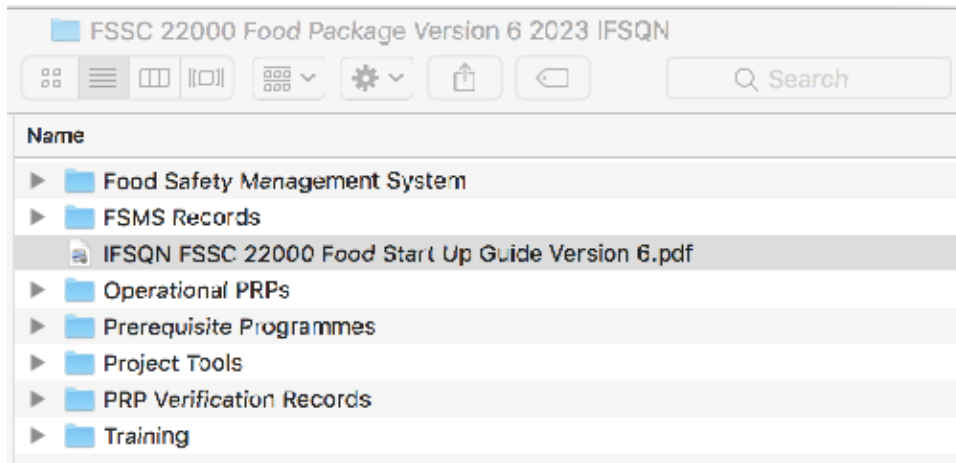 FSSC 22000 Food Package Version 6 2023 IFSQN
Search
Name
Food Safety Management System
FSMS Records
IFSQN FSSC 22000 Food Start Up Guide Version 6.pdf
Operational PRPs
Prerequisite Programmes
Project Tools
PRP Verification Records
Training